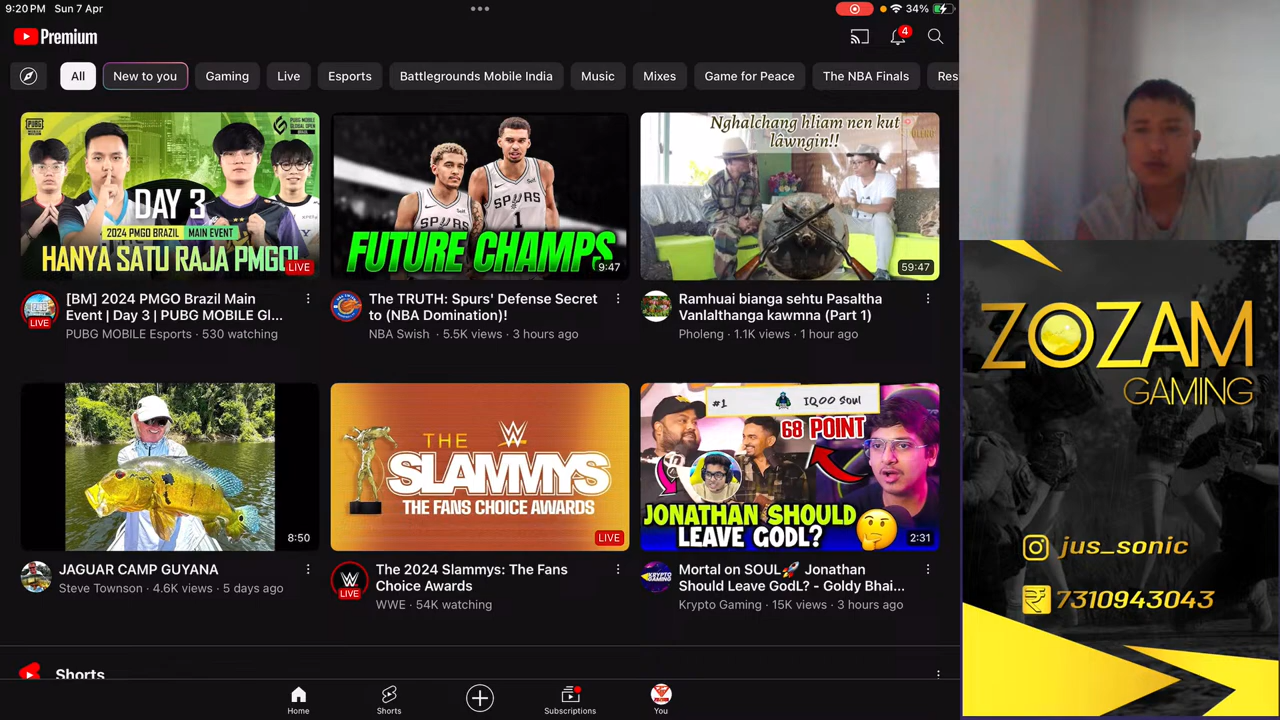 9:20 PM Sun 7 Apr
34%
Premium
4
All
New to you
Gaming
Live
Esports
Battlegrounds Mobile India
Music
Mixes
Game for Peace
The NBA Finals
Res
DAY 3
2024 PMGO BRAZIL MAIN EVENT
HANYA SATU RAJA PMGO!
LIVE
[BM] 2024 PMGO Brazil Main
Event | Day 3 | PUBG MOBILE Gl...
PUBG MOBILE Esports · 530 watching
LIVE
SPURS
SPURS
1
FUTURE CHAMPS
9:47
The TRUTH: Spurs' Defense Secret
to (NBA Domination)!
NBA Swish · 5.5K views · 3 hours ago
Nghalchang hliam nen kut
lâwngin!!
59:47
Ramhuai bianga sehtu Pasaltha
Vanlalthanga kawmna (Part 1)
Pholeng · 1.1K views · 1 hour ago
8:50
JAGUAR CAMP GUYANA
Steve Townson · 4.6K views · 5 days ago
THE
SLAMMYS
THE FANS CHOICE AWARDS
LIVE
The 2024 Slammys: The Fans
Choice Awards
WWE · 54K watching
LIVE
#1 IQOO Soul
68 POINT
JONATHAN SHOULD
LEAVE GODL?
2:31
Mortal on SOUL🚀 Jonathan
Should Leave GodL? - Goldy Bhai...
Krypto Gaming · 15K views · 3 hours ago
Shorts
Home
Shorts
Subscriptions
You
ZOZAM
GAMING
jus_sonic
₹ 7310943043